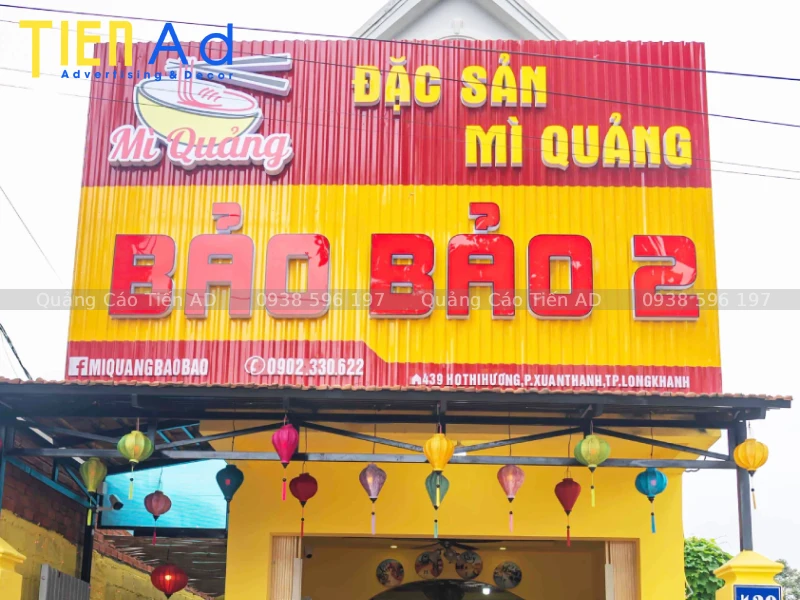 TIEN Ad
Advertising & Decor
ĐẶC SẢN
MÌ QUẢNG
Mì Quảng
BẢO BẢO 2
Quảng Cáo Tiến AD 0938 596 197 Quảng Cáo Tiến AD 0938 596 197
MIQUANGBAOBAO 0902.330.622
439 HOTHIHUONG,P.XUANTHANH,TP.LONGKHANH